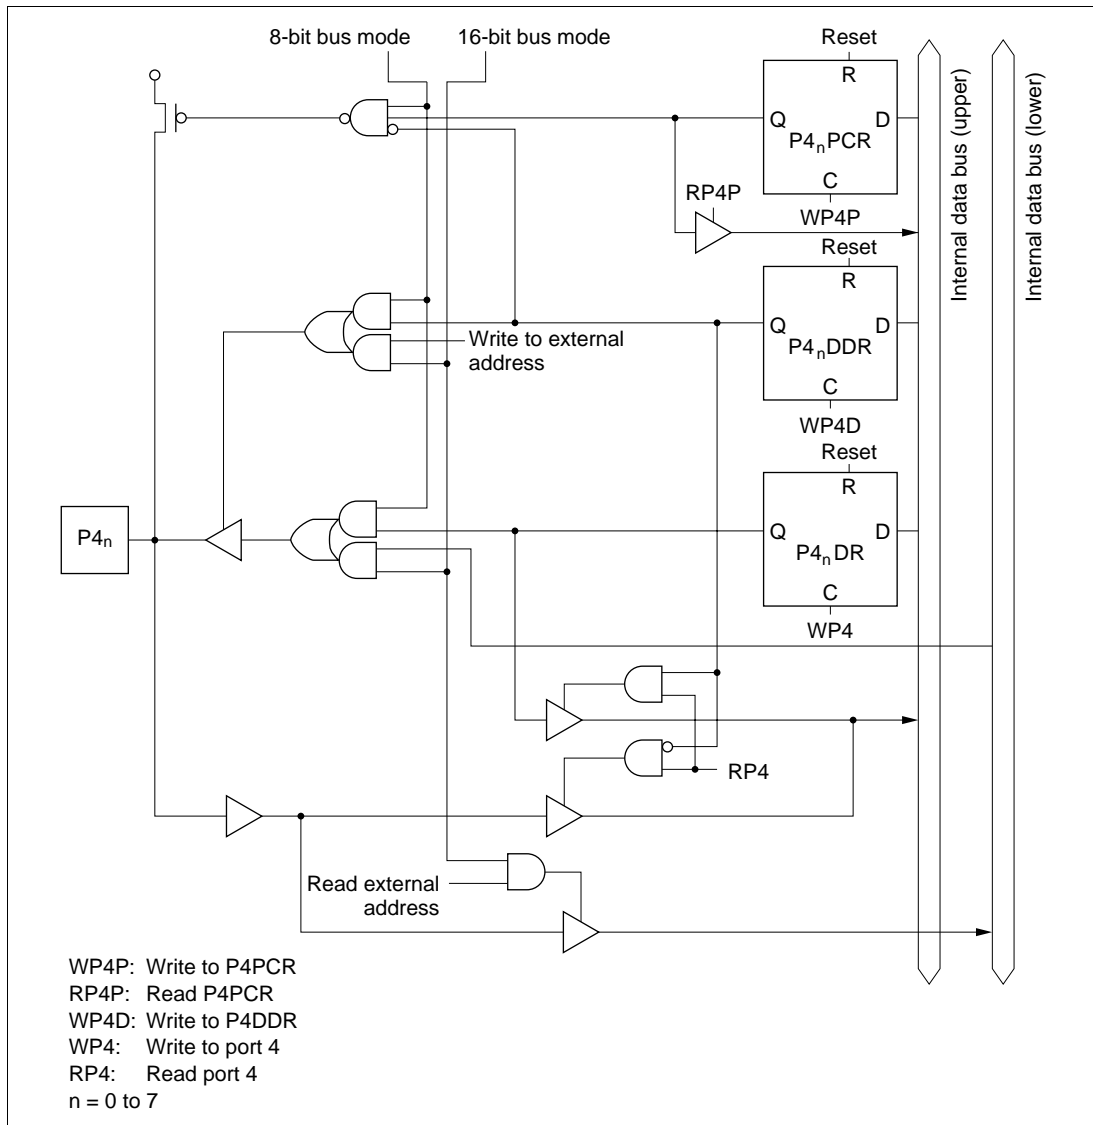 8-bit bus mode
16-bit bus mode
Reset
R
Q
D
P4nPCR
C
WP4P
RP4P
Reset
R
Q
D
P4nDDR
C
WP4D
Write to external
address
Reset
R
Q
D
P4nDR
C
WP4
P4n
RP4
Read external
address
Internal data bus (upper)
Internal data bus (lower)
WP4P: Write to P4PCR
RP4P: Read P4PCR
WP4D: Write to P4DDR
WP4: Write to port 4
RP4: Read port 4
n = 0 to 7